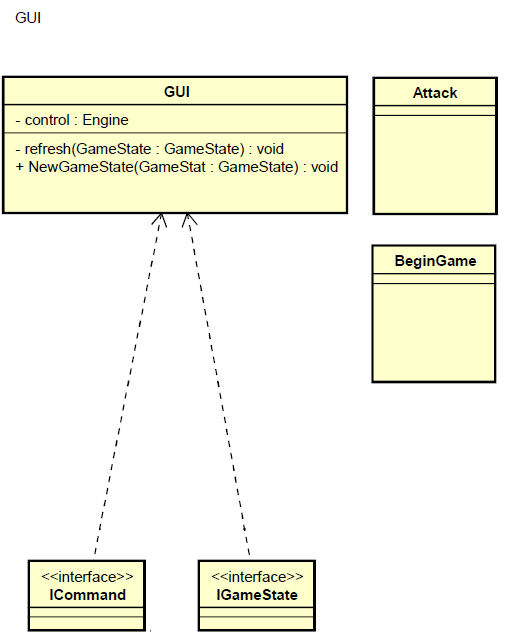 GUI
GUI
- control : Engine
- refresh(GameState : GameState) : void
+ NewGameState(GameStat : GameState) : void
Attack
BeginGame
<<interface>>
ICommand
<<interface>>
IGameState